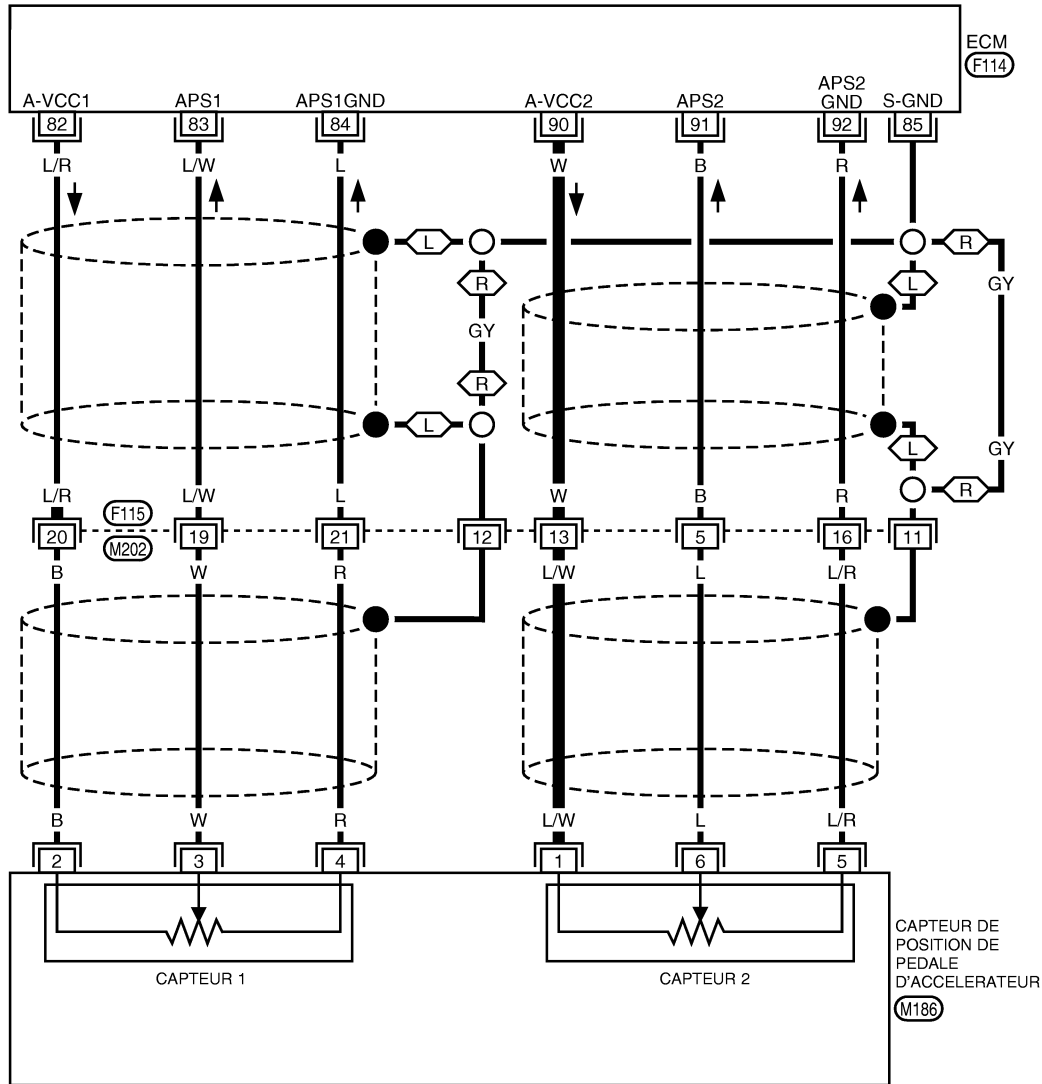 ECM
F114
A-VCC1 APS1 APS1GND A-VCC2 APS2 APS2 GND S-GND
82 83 84 90 91 92 85
L/R L/W L W B R
L L R
R L GY
GY
R
L L GY
R
L/R L/W L W B R
F115
20 19 21 12 13 5 16 11
M202
B W R L/W L L/R
B W R L/W L L/R
2 3 4 1 6 5
CAPTEUR 1 CAPTEUR 2
CAPTEUR DE
POSITION DE
PEDALE
D'ACCELERATEUR
M186